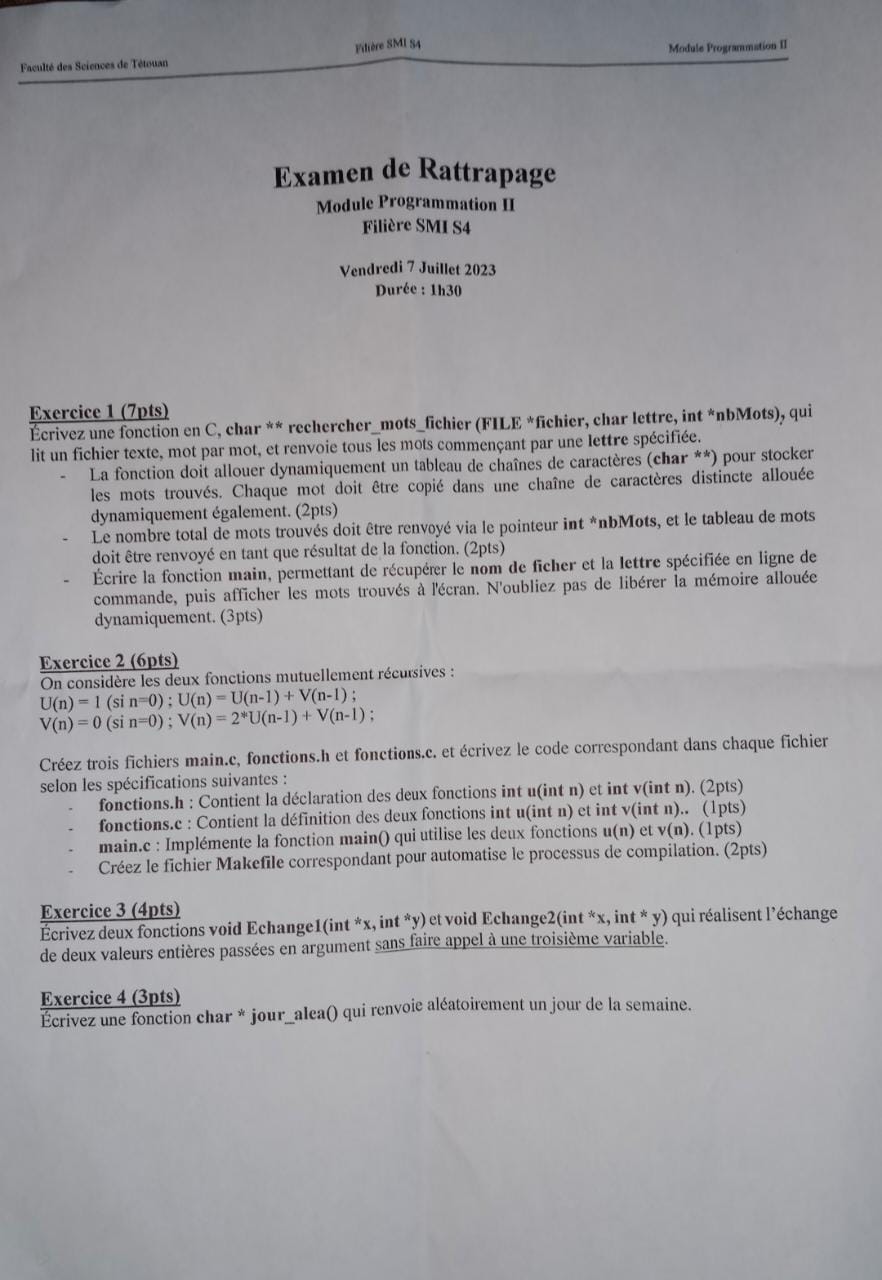 Faculté des Sciences de Tétouan
Filière SMI S4
Module Programmation II
Examen de Rattrapage
Module Programmation II
Filière SMI S4
Vendredi 7 Juillet 2023
Durée : 1h30
Exercice 1 (7pts)
Écrivez une fonction en C, char ** rechercher_mots_fichier (FILE *fichier, char lettre, int *nbMots), qui
lit un fichier texte, mot par mot, et renvoie tous les mots commençant par une lettre spécifiée.
- La fonction doit allouer dynamiquement un tableau de chaînes de caractères (char **) pour stocker
les mots trouvés. Chaque mot doit être copié dans une chaîne de caractères distincte allouée
dynamiquement également. (2pts)
- Le nombre total de mots trouvés doit être renvoyé via le pointeur int *nbMots, et le tableau de mots
doit être renvoyé en tant que résultat de la fonction. (2pts)
- Écrire la fonction main, permettant de récupérer le nom de ficher et la lettre spécifiée en ligne de
commande, puis afficher les mots trouvés à l'écran. N'oubliez pas de libérer la mémoire allouée
dynamiquement. (3pts)
Exercice 2 (6pts)
On considère les deux fonctions mutuellement récursives :
U(n) = 1 (si n=0) ; U(n) = U(n-1) + V(n-1) ;
V(n) = 0 (si n=0) ; V(n) = 2*U(n-1) + V(n-1) ;
Créez trois fichiers main.c, fonctions.h et fonctions.c. et écrivez le code correspondant dans chaque fichier
selon les spécifications suivantes :
- fonctions.h : Contient la déclaration des deux fonctions int u(int n) et int v(int n). (2pts)
- fonctions.c : Contient la définition des deux fonctions int u(int n) et int v(int n).. (1pts)
- main.c : Implémente la fonction main() qui utilise les deux fonctions u(n) et v(n). (1pts)
- Créez le fichier Makefile correspondant pour automatise le processus de compilation. (2pts)
Exercice 3 (4pts)
Écrivez deux fonctions void Echange1(int *x, int *y) et void Echange2(int *x, int * y) qui réalisent l'échange
de deux valeurs entières passées en argument sans faire appel à une troisième variable.
Exercice 4 (3pts)
Écrivez une fonction char * jour_alea() qui renvoie aléatoirement un jour de la semaine.